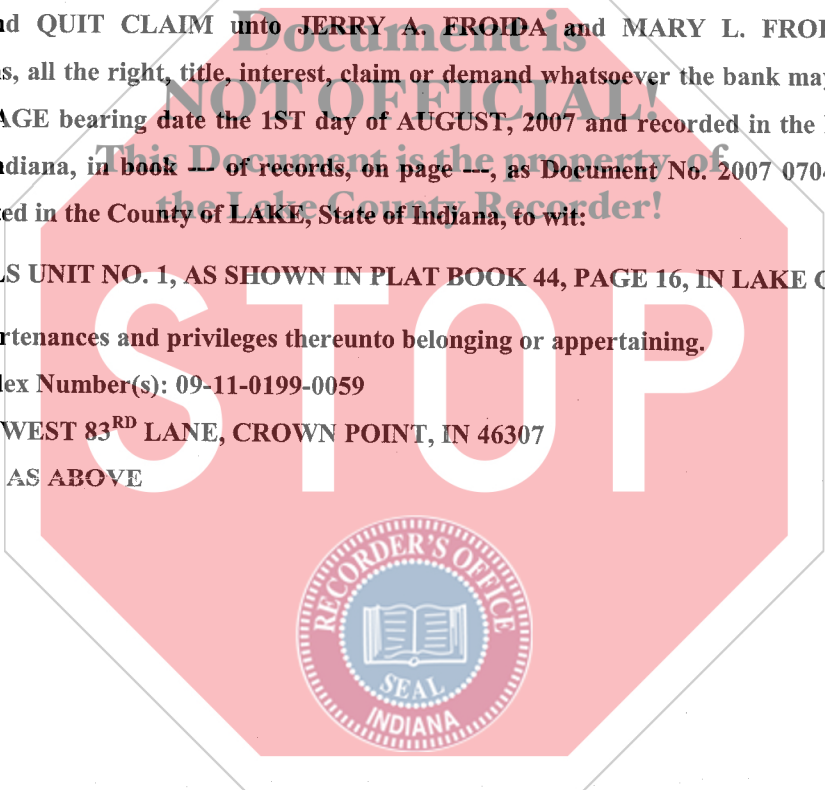 nd QUIT CLAIM unto JERRY A. FROIDA and MARY L. FROI
Document is
s, all the right, title, interest, claim or demand whatsoever the bank may
NOT OFFICIAL!
AGE bearing date the 1ST day of AUGUST, 2007 and recorded in the
This Document is the property of
ndiana, in book --- of records, on page ---, as Document No. 2007 0704
the Lake County Recorder!
ed in the County of LAKE, State of Indiana, to wit:
LS UNIT NO. 1, AS SHOWN IN PLAT BOOK 44, PAGE 16, IN LAKE C
STOP
rtenances and privileges thereunto belonging or appertaining.
lex Number(s): 09-11-0199-0059
WEST 83RD LANE, CROWN POINT, IN 46307
AS ABOVE
RECORDER'S OFFICE
SEAL
INDIANA